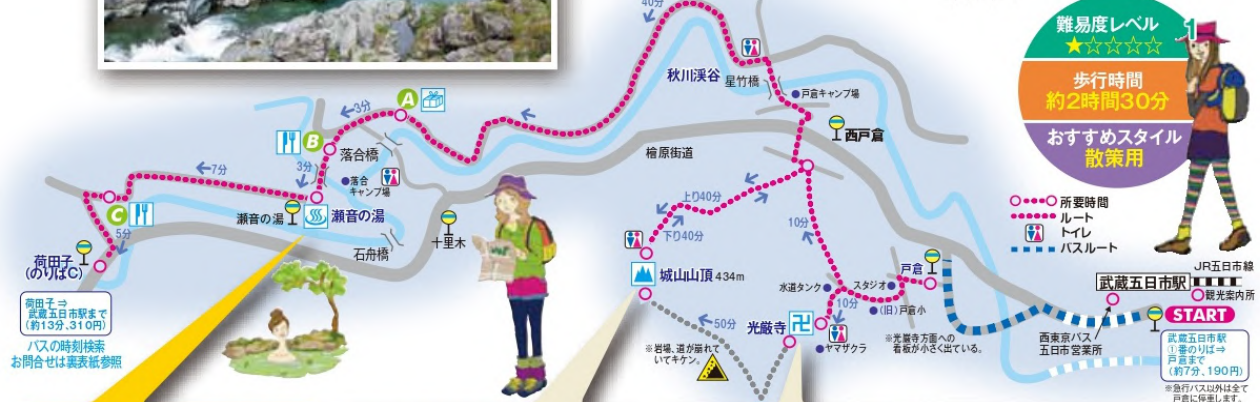 難易度レベル
★☆☆☆☆
1
歩行時間
約2時間30分
おすすめスタイル
散策用
所要時間
ルート
トイレ
バスルート
40分
秋川渓谷
星竹橋
戸倉キャンプ場
西戸倉
檜原街道
A
3分
B
落合橋
3分
落合
キャンプ場
7分
瀬音の湯
瀬音の湯
石舟橋
十里木
C
5分
荷田子
(のりばC)
荷田子⇒
武蔵五日市駅まで
(約13分、310円)
バスの時刻検索
お問合せは裏表紙参照
上り40分
下り40分
城山山頂 434m
10分
水道タンク
スタジオ
戸倉
(旧)戸倉小
10分
光厳寺
ヤマザクラ
50分
※岩場、道が崩れて
いてキケン。
※光厳寺方面への
看板が小さく出ている。
JR五日市線
武蔵五日市駅
観光案内所
START
西東京バス
五日市営業所
武蔵五日市駅
①番のりば⇒
戸倉まで
(約7分、190円)
※急行バス以外は全て
戸倉に停車します。